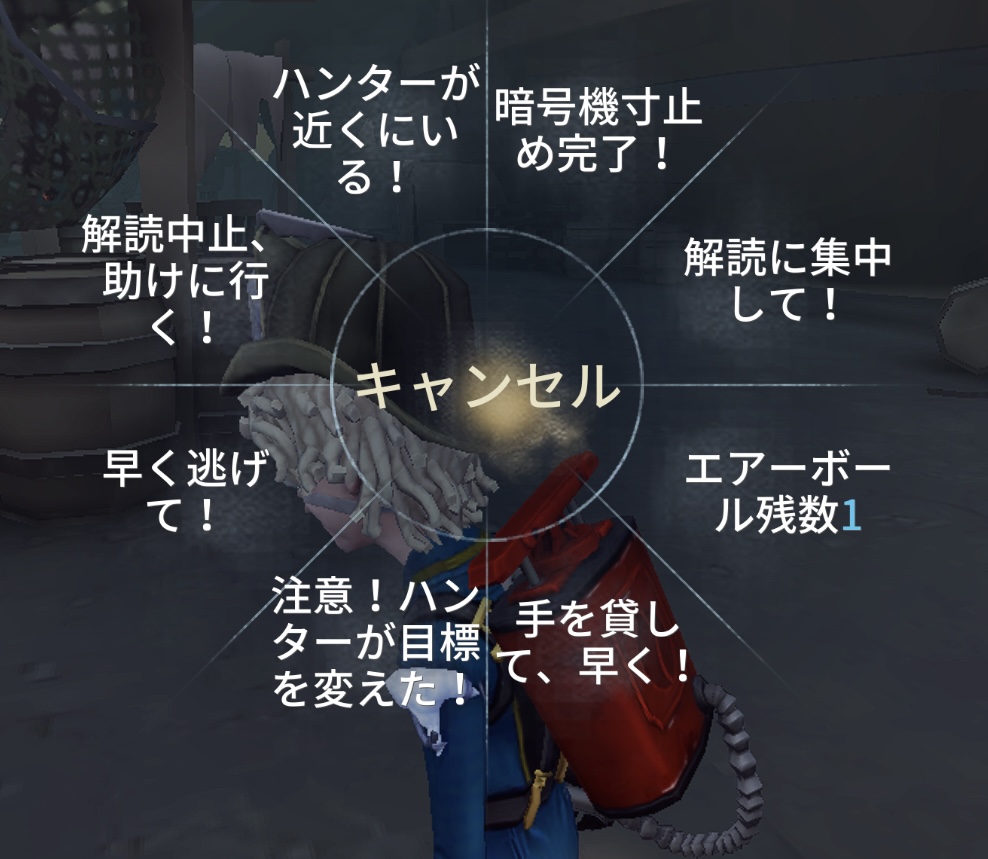 ハンターが
近くにい
る！
暗号機寸止
め完了！
解読中止、
助けに行
く！
解読に集中
して！
キャンセル
早く逃げ
て！
エアーボー
ル残数1
注意！ハン
ターが目標
を変えた！
手を貸し
て、早く！